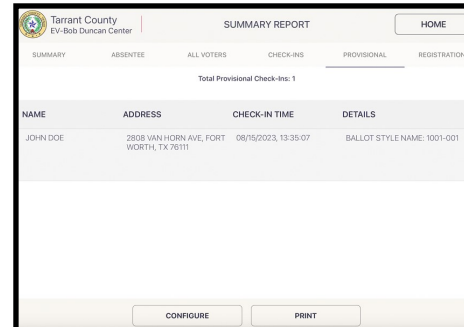 Tarrant County
EV-Bob Duncan Center
SUMMARY REPORT
HOME
SUMMARY ABSENTEE ALL VOTERS CHECK-INS PROVISIONAL REGISTRATION
Total Provisional Check-Ins: 1
NAME ADDRESS CHECK-IN TIME DETAILS
JOHN DOE 2808 VAN HORN AVE, FORT 08/15/2023, 13:35:07 BALLOT STYLE NAME: 1001-001
WORTH, TX 76111
CONFIGURE PRINT